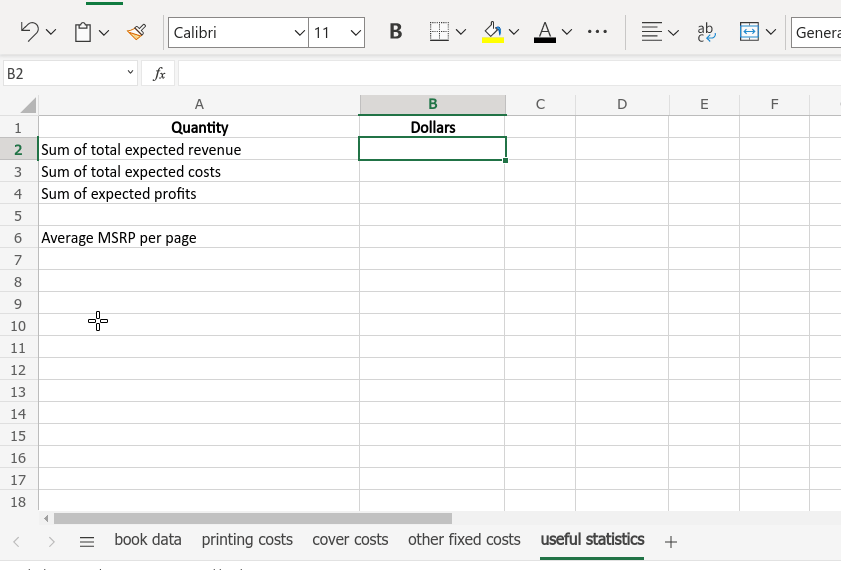 Calibri 11 B A ab c Genera
B2 fx
A B C D E F
1 Quantity Dollars
2 Sum of total expected revenue
3 Sum of total expected costs
4 Sum of expected profits
5
6 Average MSRP per page
7
8
9
10
11
12
13
14
15
16
17
18
book data printing costs cover costs other fixed costs useful statistics